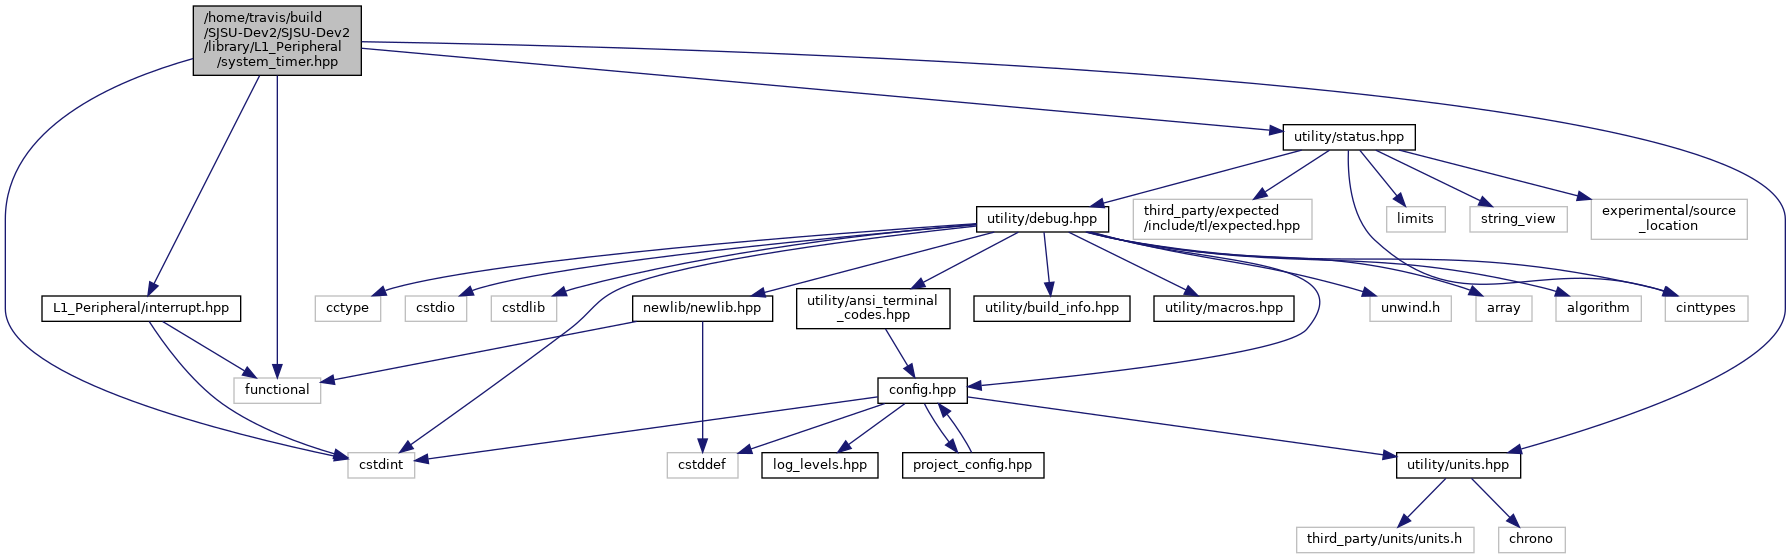 /home/travis/build
/SJSU-Dev2/SJSU-Dev2
/library/L1_Peripheral
/system_timer.hpp
utility/status.hpp
utility/debug.hpp
third_party/expected
/include/tl/expected.hpp
limits
string_view
experimental/source
_location
L1_Peripheral/interrupt.hpp
cctype
cstdio
cstdlib
newlib/newlib.hpp
utility/ansi_terminal
_codes.hpp
utility/build_info.hpp
utility/macros.hpp
unwind.h
array
algorithm
cinttypes
functional
config.hpp
cstdint
cstddef
log_levels.hpp
project_config.hpp
utility/units.hpp
third_party/units/units.h
chrono